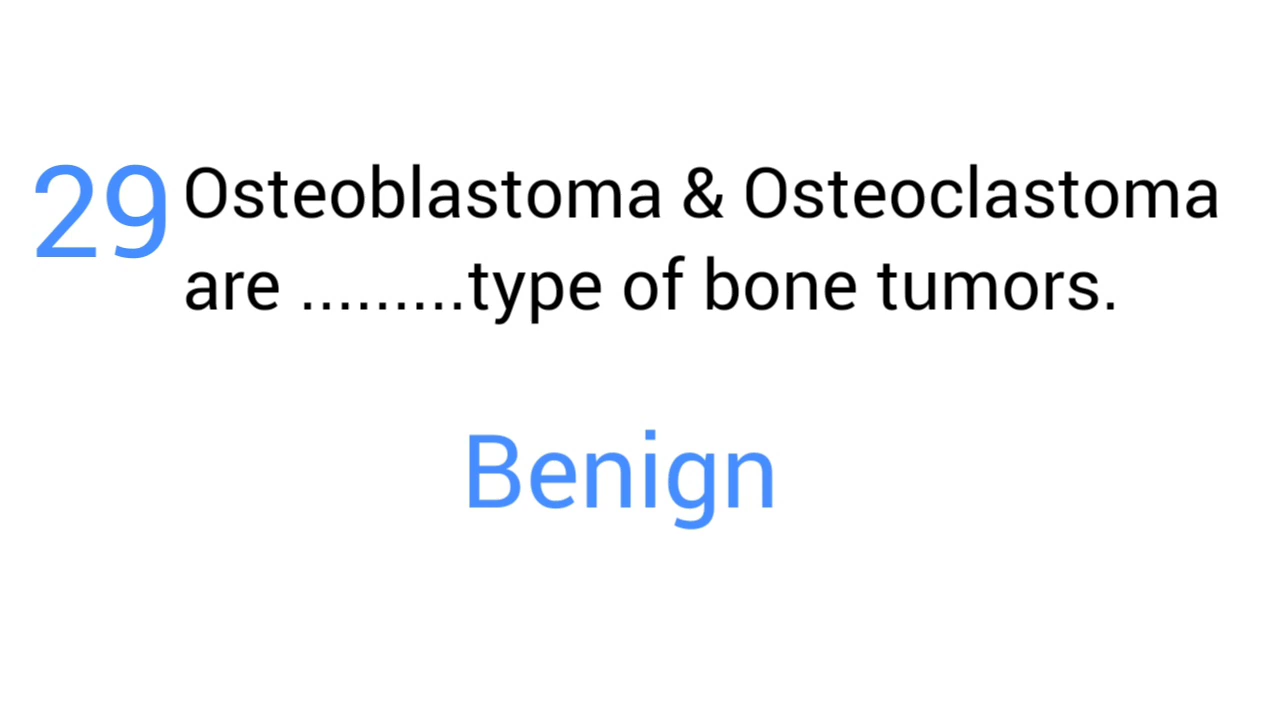 29 Osteoblastoma & Osteoclastoma
are .........type of bone tumors.
Benign